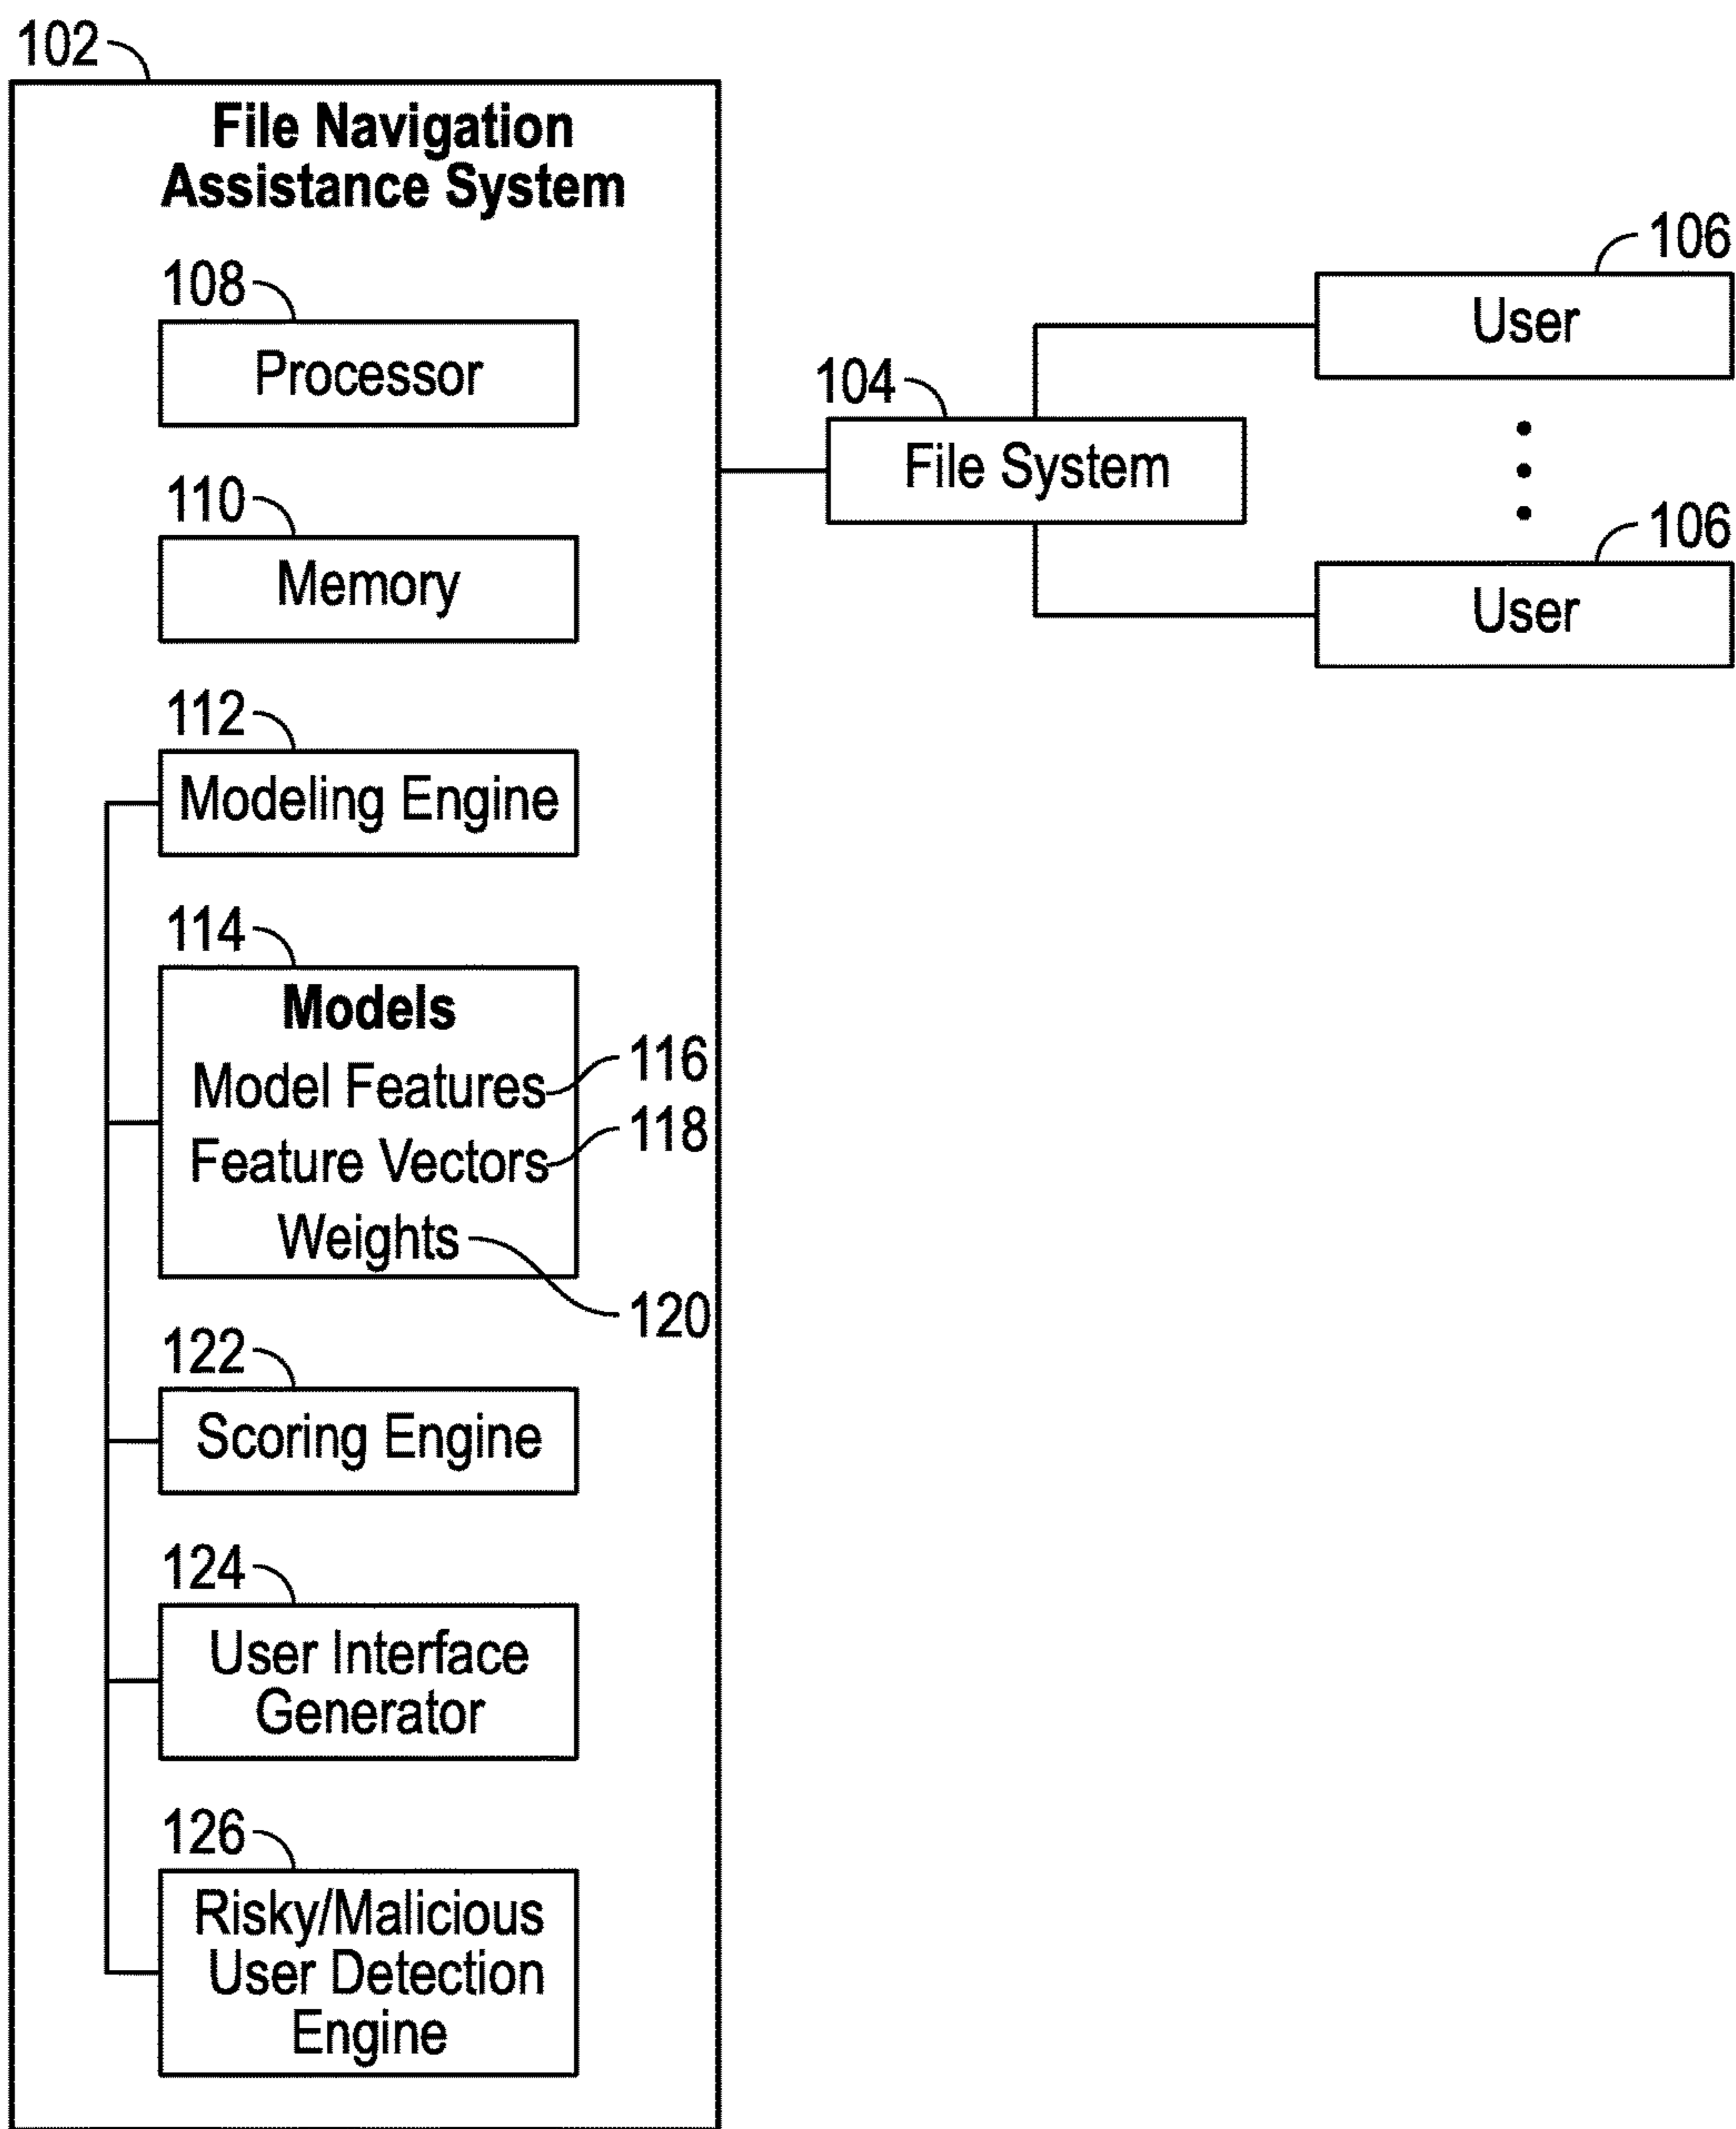 102
File Navigation
Assistance System
108
Processor
110
Memory
112
Modeling Engine
114
Models
Model Features
116
Feature Vectors
118
Weights
120
122
Scoring Engine
124
User Interface
Generator
126
Risky/Malicious
User Detection
Engine
104
File System
106
User
106
User